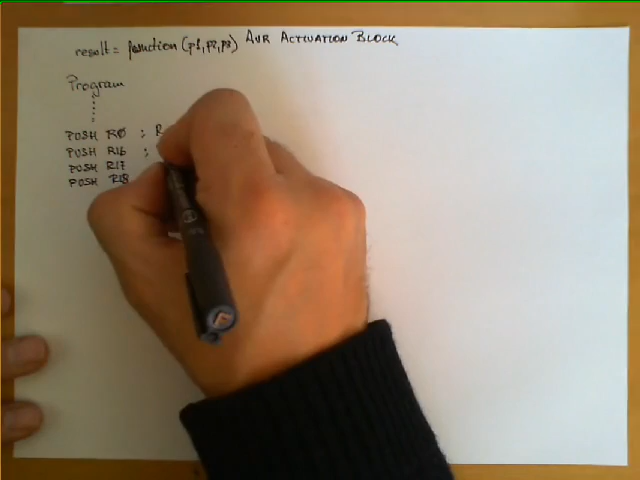 result= function (p1,p2,p3) AVR ACTIVATION BLOCK
Program
PUSH R0 ; R
PUSH R16 ;
PUSH R17
PUSH R18